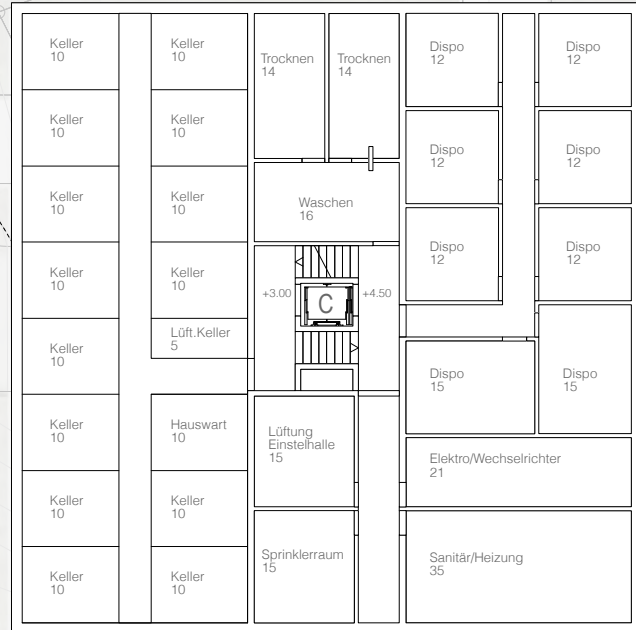 Keller
10
Keller
10
Trocknen
14
Trocknen
14
Dispo
12
Dispo
12
Keller
10
Keller
10
Dispo
12
Dispo
12
Keller
10
Keller
10
Waschen
16
Dispo
12
Dispo
12
Keller
10
Keller
10
+3.00
C
+4.50
Keller
10
Lüft.Keller
5
Dispo
15
Dispo
15
Keller
10
Hauswart
10
Lüftung
Einstelhalle
15
Elektro/Wechselrichter
21
Keller
10
Keller
10
Keller
10
Keller
10
Sprinklerraum
15
Sanitär/Heizung
35